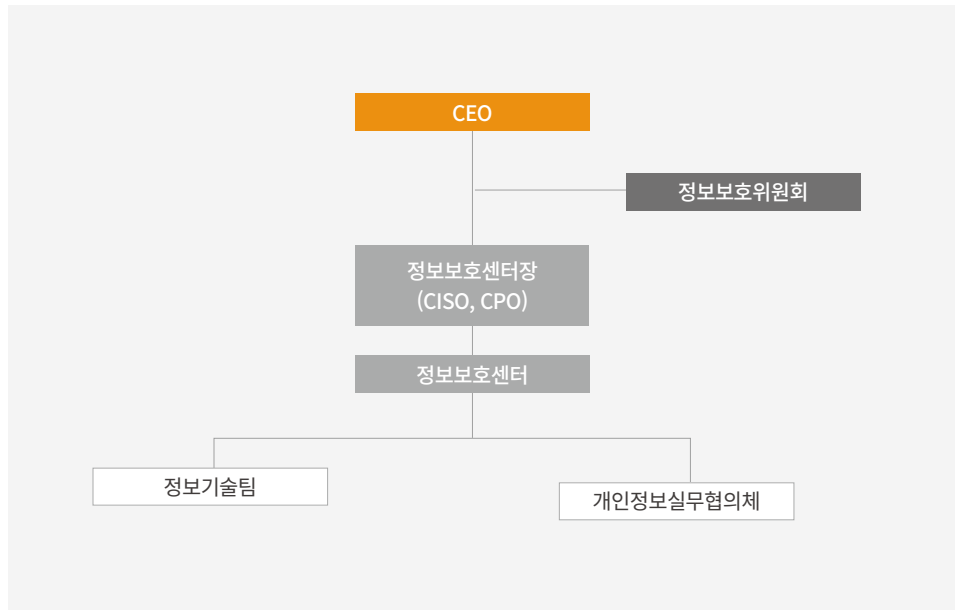 CEO
정보보호위원회
정보보호센터장
(CISO, CPO)
정보보호센터
정보기술팀
개인정보실무협의체